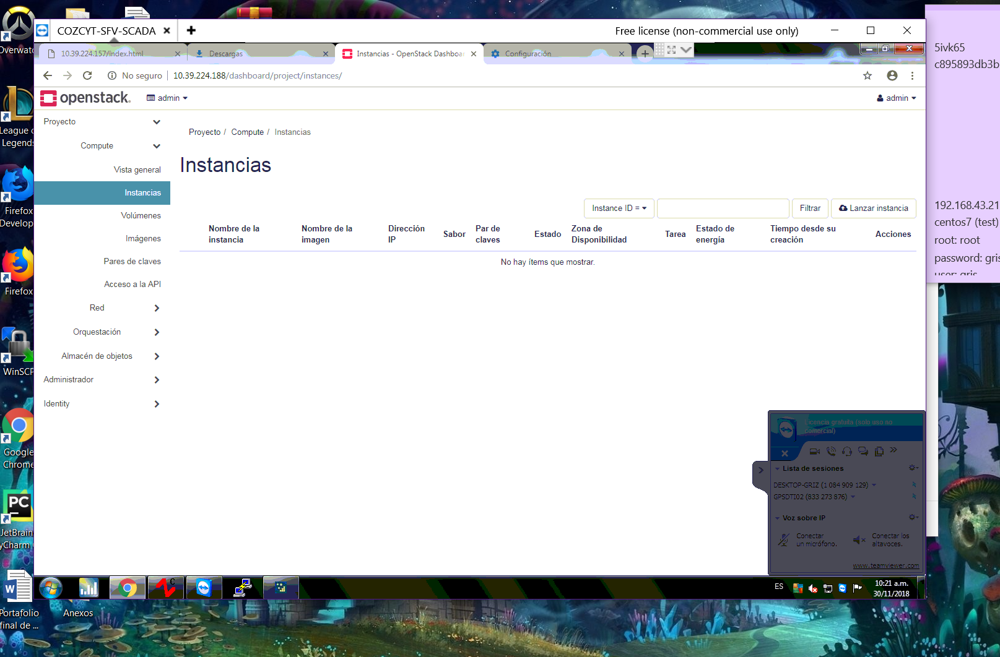 Overwatc
League o
Legends
Firefox
Develop
Firefox
WinSCP
Google
Chrome
PC
JetBrain
yCharm
W
Portafolio
final de ...
Anexos
COZCYT-SFV-SCADA
Free license (non-commercial use only)
10.39.224.157/index.html
Descargas
Instancias - OpenStack Dashboar
Configuración
No seguro
10.39.224.188/dashboard/project/instances/
openstack.
admin
admin
Proyecto
Compute
Vista general
Instancias
Volúmenes
Imágenes
Pares de claves
Acceso a la API
Red
Orquestación
Almacén de objetos
Administrador
Identity
Proyecto / Compute / Instancias
Instancias
Instance ID =
Filtrar
Lanzar instancia
Nombre de la instancia
Nombre de la imagen
Dirección IP
Sabor
Par de claves
Estado
Zona de Disponibilidad
Tarea
Estado de energía
Tiempo desde su creación
Acciones
No hay ítems que mostrar.
Licencia gratuita (solo uso no
comercial)
Lista de sesiones
DESKTOP-GRIZ (1 084 909 129)
GPSDTI02 (833 273 876)
Voz sobre IP
Conectar
un micrófono.
Conectar los
altavoces.
www.teamviewer.com
C
ES
10:21 a.m.
30/11/2018
5ivk65
c895893db3b
192.168.43.21
centos7 (test)
root: root
password: gris
user: gris